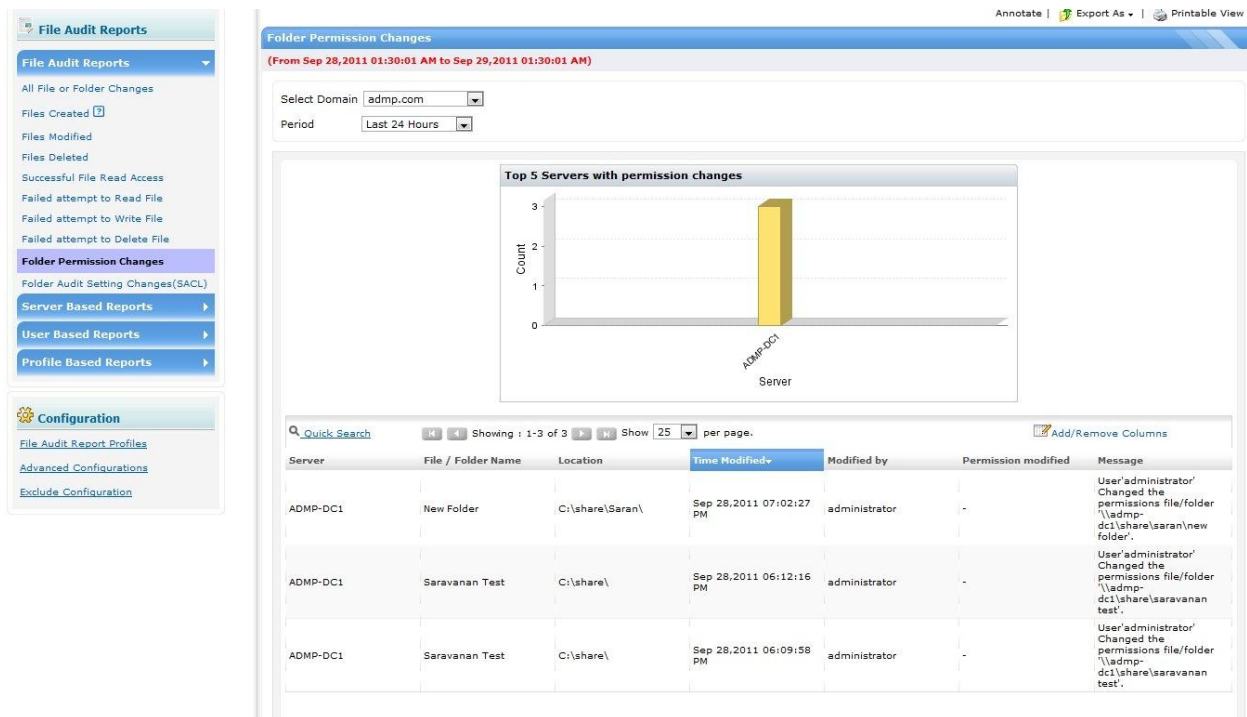 Annotate | Export As | Printable View
File Audit Reports
File Audit Reports
All File or Folder Changes
Files Created ?
Files Modified
Files Deleted
Successful File Read Access
Failed attempt to Read File
Failed attempt to Write File
Failed attempt to Delete File
Folder Permission Changes
Folder Audit Setting Changes(SACL)
Server Based Reports
User Based Reports
Profile Based Reports
Configuration
File Audit Report Profiles
Advanced Configurations
Exclude Configuration
Folder Permission Changes
(From Sep 28,2011 01:30:01 AM to Sep 29,2011 01:30:01 AM)
Select Domain admp.com
Period Last 24 Hours
Top 5 Servers with permission changes
3
2
1
0
Count
ADMP-DC1
Server
Quick Search Showing : 1-3 of 3 Show 25 per page. Add/Remove Columns
Server File / Folder Name Location Time Modified Modified by Permission modified Message
ADMP-DC1 New Folder C:\share\Saran\ Sep 28,2011 07:02:27 PM administrator -
User'administrator'
Changed the
permissions file/folder
'\\admp-
dc1\share\saran\new
folder'.
ADMP-DC1 Saravanan Test C:\share\ Sep 28,2011 06:12:16 PM administrator -
User'administrator'
Changed the
permissions file/folder
'\\admp-
dc1\share\saravanan
test'.
ADMP-DC1 Saravanan Test C:\share\ Sep 28,2011 06:09:58 PM administrator -
User'administrator'
Changed the
permissions file/folder
'\\admp-
dc1\share\saravanan
test'.